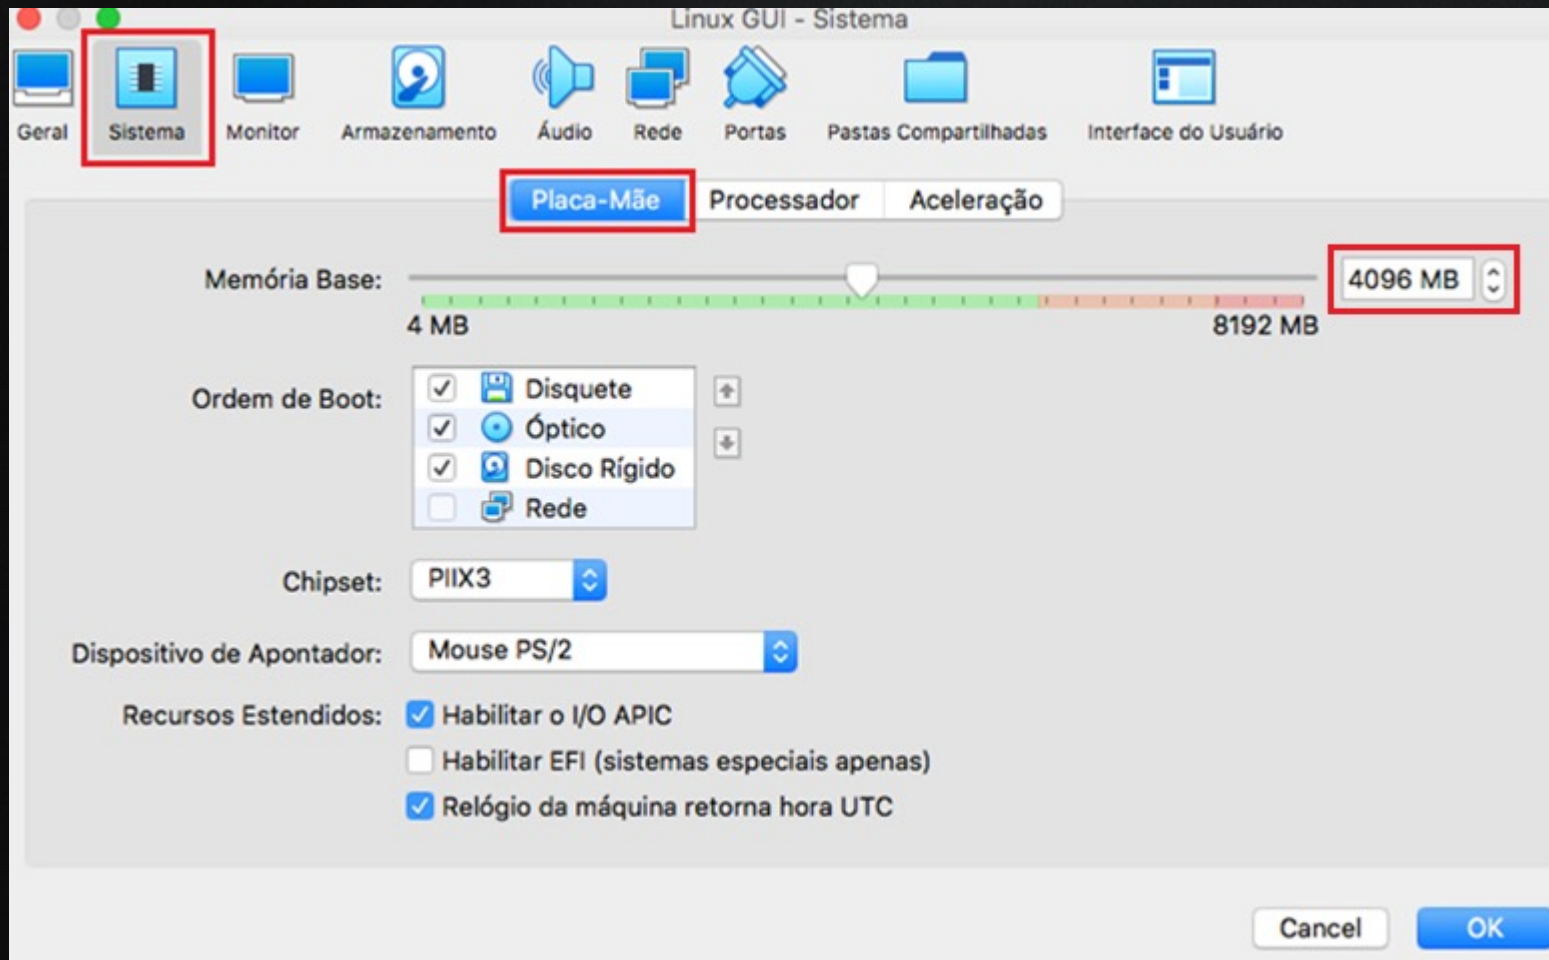 Linux GUI - Sistema
Geral Sistema Monitor Armazenamento Áudio Rede Portas Pastas Compartilhadas Interface do Usuário
Placa-Mãe Processador Aceleração
Memória Base: 4096 MB
4 MB 8192 MB
Ordem de Boot: Disquete
Óptico
Disco Rígido
Rede
Chipset: PIIX3
Dispositivo de Apontador: Mouse PS/2
Recursos Estendidos: Habilitar o I/O APIC
Habilitar EFI (sistemas especiais apenas)
Relógio da máquina retorna hora UTC
Cancel OK